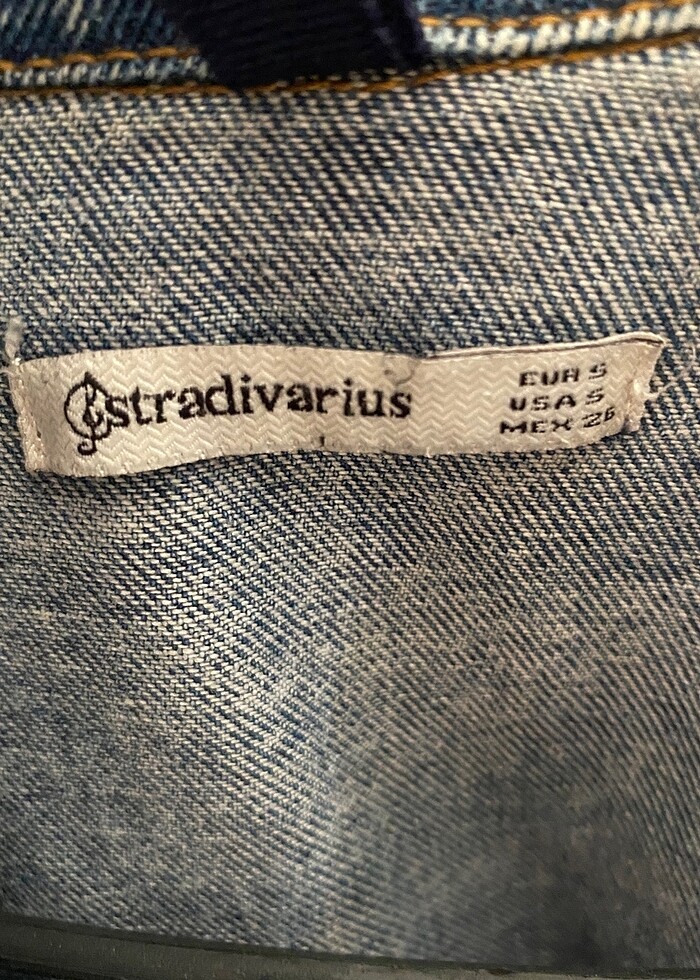 stradivarius
EUR S
USA S
MEX 26